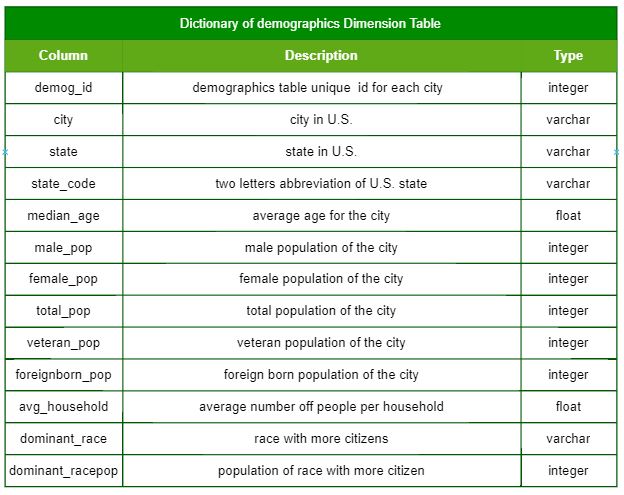 Dictionary of demographics Dimension Table
Column Description Type
demog_id demographics table unique id for each city integer
city city in U.S. varchar
state state in U.S. varchar
state_code two letters abbreviation of U.S. state varchar
median_age average age for the city float
male_pop male population of the city integer
female_pop female population of the city integer
total_pop total population of the city integer
veteran_pop veteran population of the city integer
foreignborn_pop foreign born population of the city integer
avg_household average number off people per household float
dominant_race race with more citizens varchar
dominant_racepop population of race with more citizen integer